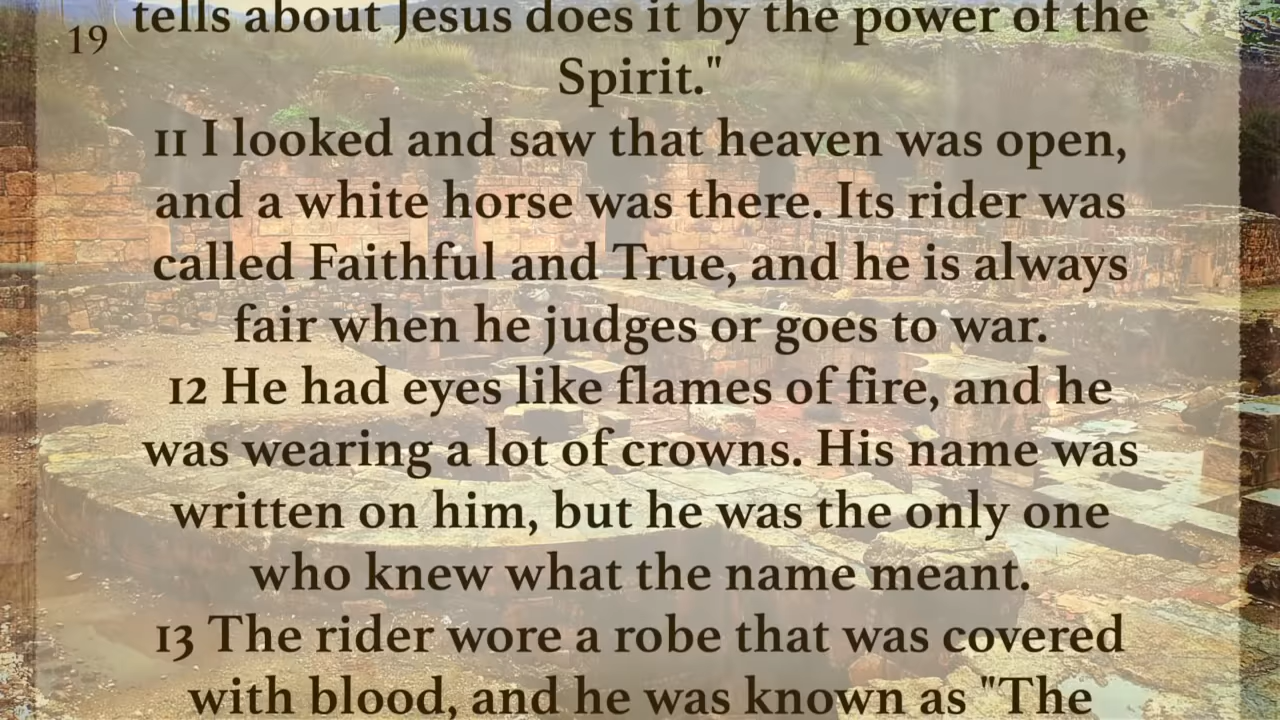 tells about Jesus does it by the power of the
19
Spirit."
11 I looked and saw that heaven was open,
and a white horse was there. Its rider was
called Faithful and True, and he is always
fair when he judges or goes to war.
12 He had eyes like flames of fire, and he
was wearing a lot of crowns. His name was
written on him, but he was the only one
who knew what the name meant.
13 The rider wore a robe that was covered
with blood, and he was known as "The